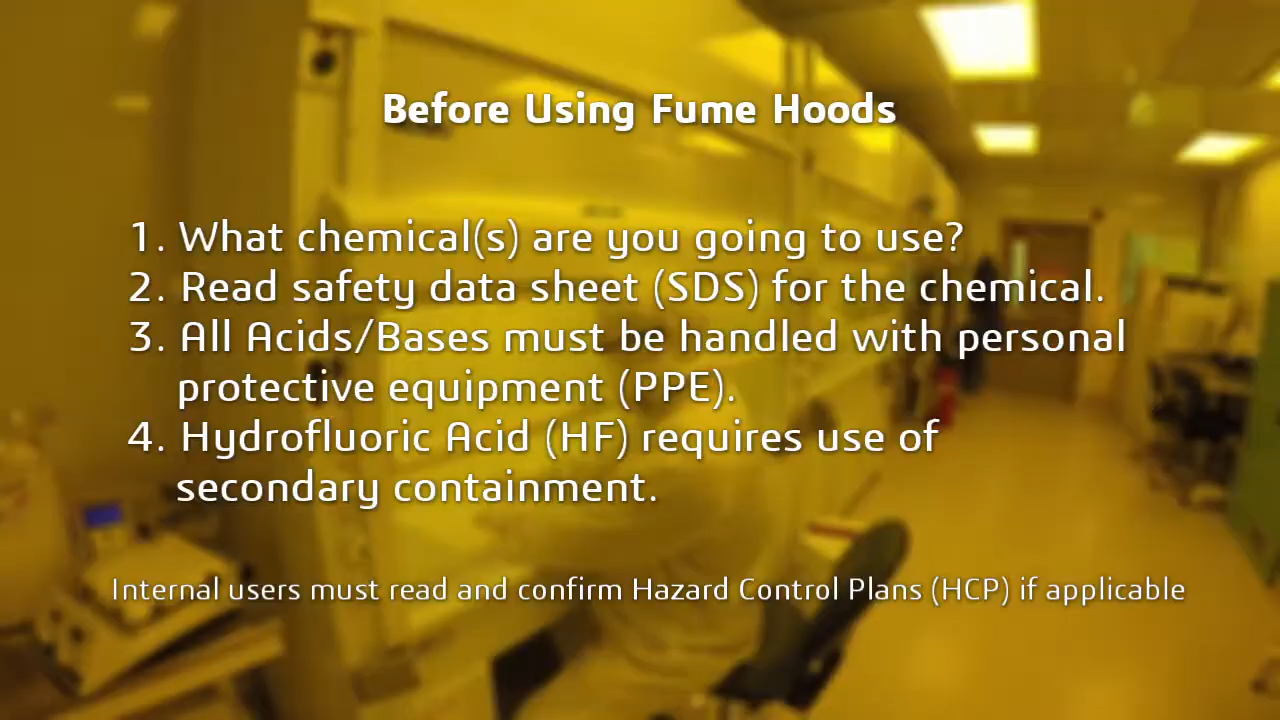 Before Using Fume Hoods
1. What chemical(s) are you going to use?
2. Read safety data sheet (SDS) for the chemical.
3. All Acids/Bases must be handled with personal
protective equipment (PPE).
4. Hydrofluoric Acid (HF) requires use of
secondary containment.
Internal users must read and confirm Hazard Control Plans (HCP) if applicable